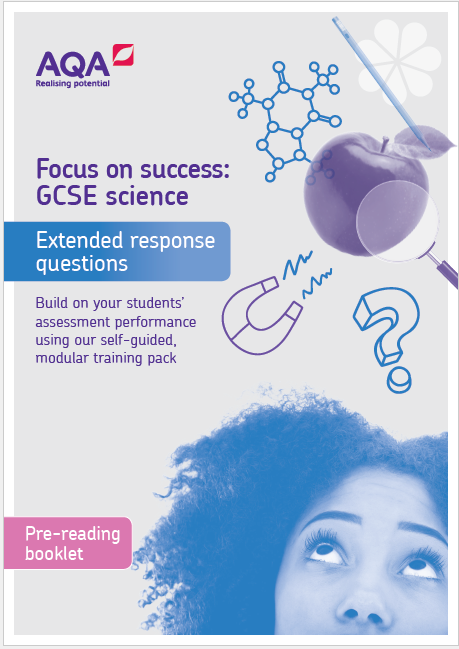 AQA
Realising potential
Focus on success:
GCSE science
Extended response
questions
Build on your students’
assessment performance
using our self-guided,
modular training pack
Pre-reading
booklet